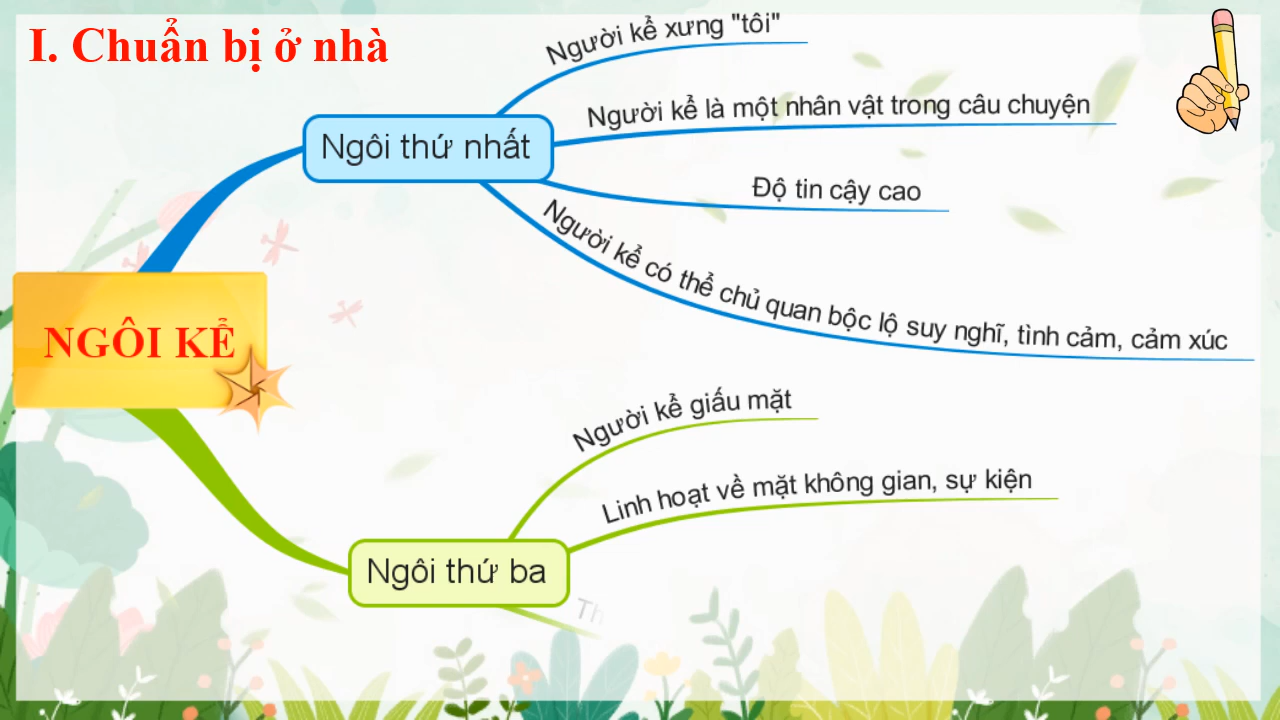 I. Chuẩn bị ở nhà
NGÔI KỂ
Ngôi thứ nhất
Người kể xưng "tôi"
Người kể là một nhân vật trong câu chuyện
Độ tin cậy cao
Người kể có thể chủ quan bộc lộ suy nghĩ, tình cảm, cảm xúc
Ngôi thứ ba
Người kể giấu mặt
Linh hoạt về mặt không gian, sự kiện